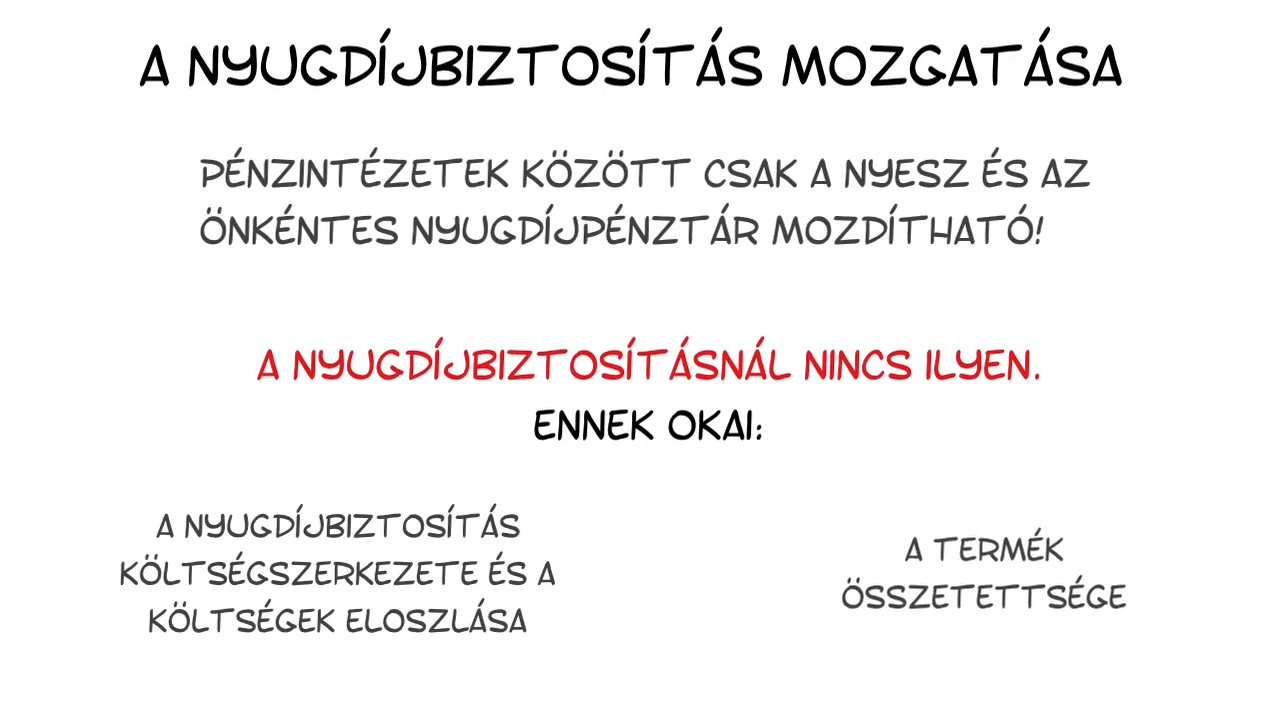 A NYUGDÍJBIZTOSÍTÁS MOZGATÁSA
PÉNZINTÉZETEK KÖZÖTT CSAK A NYESZ ÉS AZ
ÖNKÉNTES NYUGDÍJPÉNZTÁR MOZDÍTHATÓ!
A NYUGDÍJBIZTOSÍTÁSNÁL NINCS ILYEN.
ENNEK OKAI:
A NYUGDÍJBIZTOSÍTÁS
KÖLTSÉGSZERKEZETE ÉS A
KÖLTSÉGEK ELOSZLÁSA
A TERMÉK
ÖSSZETETTSÉGE